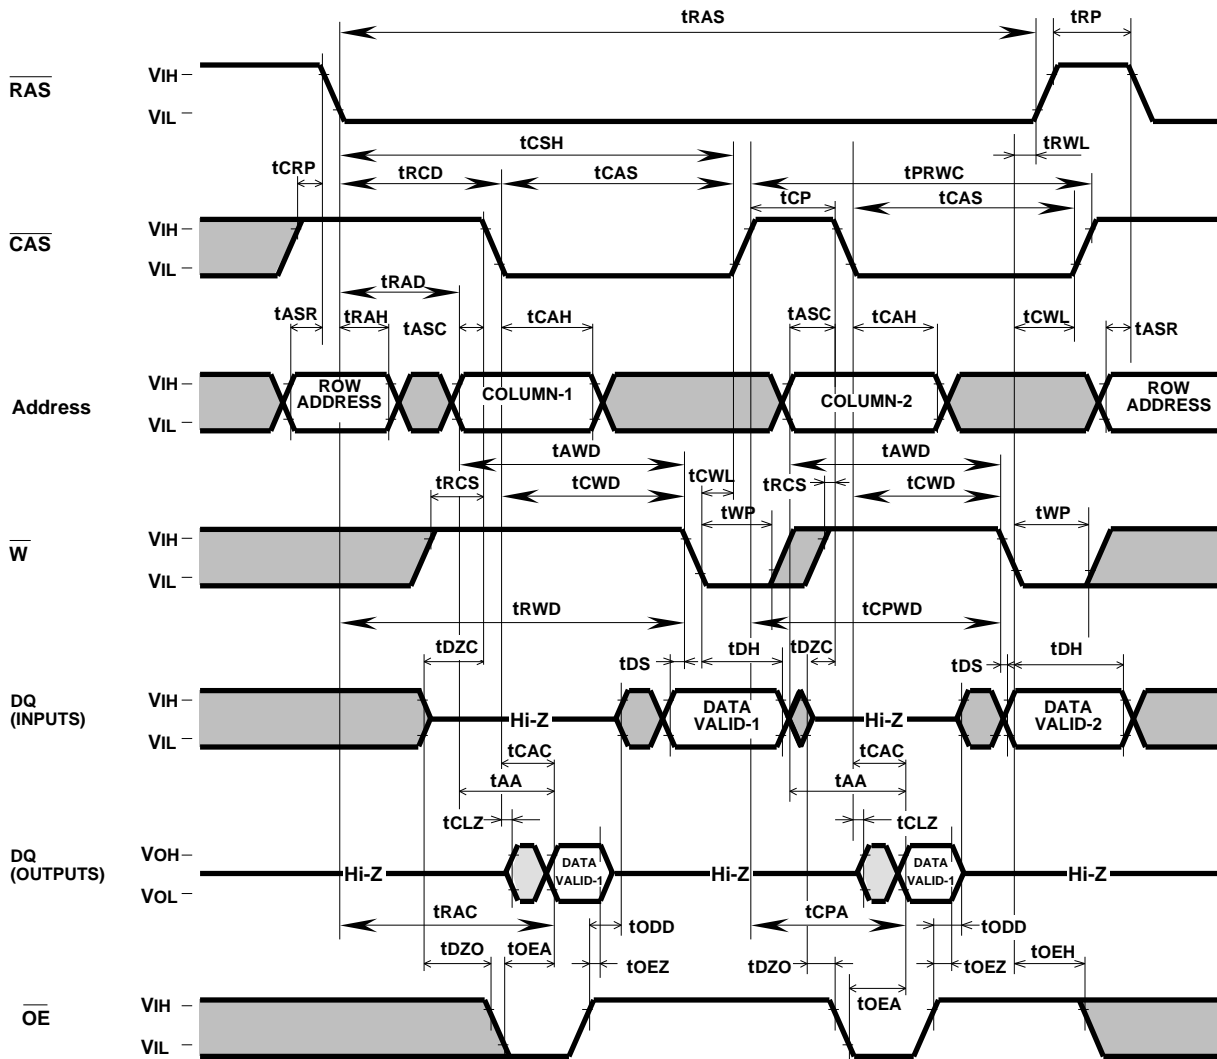 tRAS
tRP
RAS
VIH
VIL
tCSH
tRWL
tCRP
tRCD
tCAS
tPRWC
tCP
tCAS
CAS
VIH
VIL
tRAD
tASR
tRAH
tASC
tCAH
tASC
tCAH
tCWL
tASR
Address
VIH
VIL
ROW
ADDRESS
COLUMN-1
COLUMN-2
ROW
ADDRESS
tAWD
tAWD
tRCS
tCWD
tCWL
tRCS
tCWD
tWP
tWP
W
VIH
VIL
tRWD
tCPWD
tDZC
tDS
tDH
tDZC
tDS
tDH
DQ
(INPUTS)
VIH
VIL
Hi-Z
DATA
VALID-1
Hi-Z
DATA
VALID-2
tCAC
tCAC
tAA
tAA
tCLZ
tCLZ
DQ
(OUTPUTS)
VOH
VOL
Hi-Z
DATA
VALID-1
Hi-Z
DATA
VALID-1
Hi-Z
tRAC
tODD
tCPA
tODD
tDZO
tOEA
tOEZ
tDZO
tOEA
tOEZ
tOEH
OE
VIH
VIL